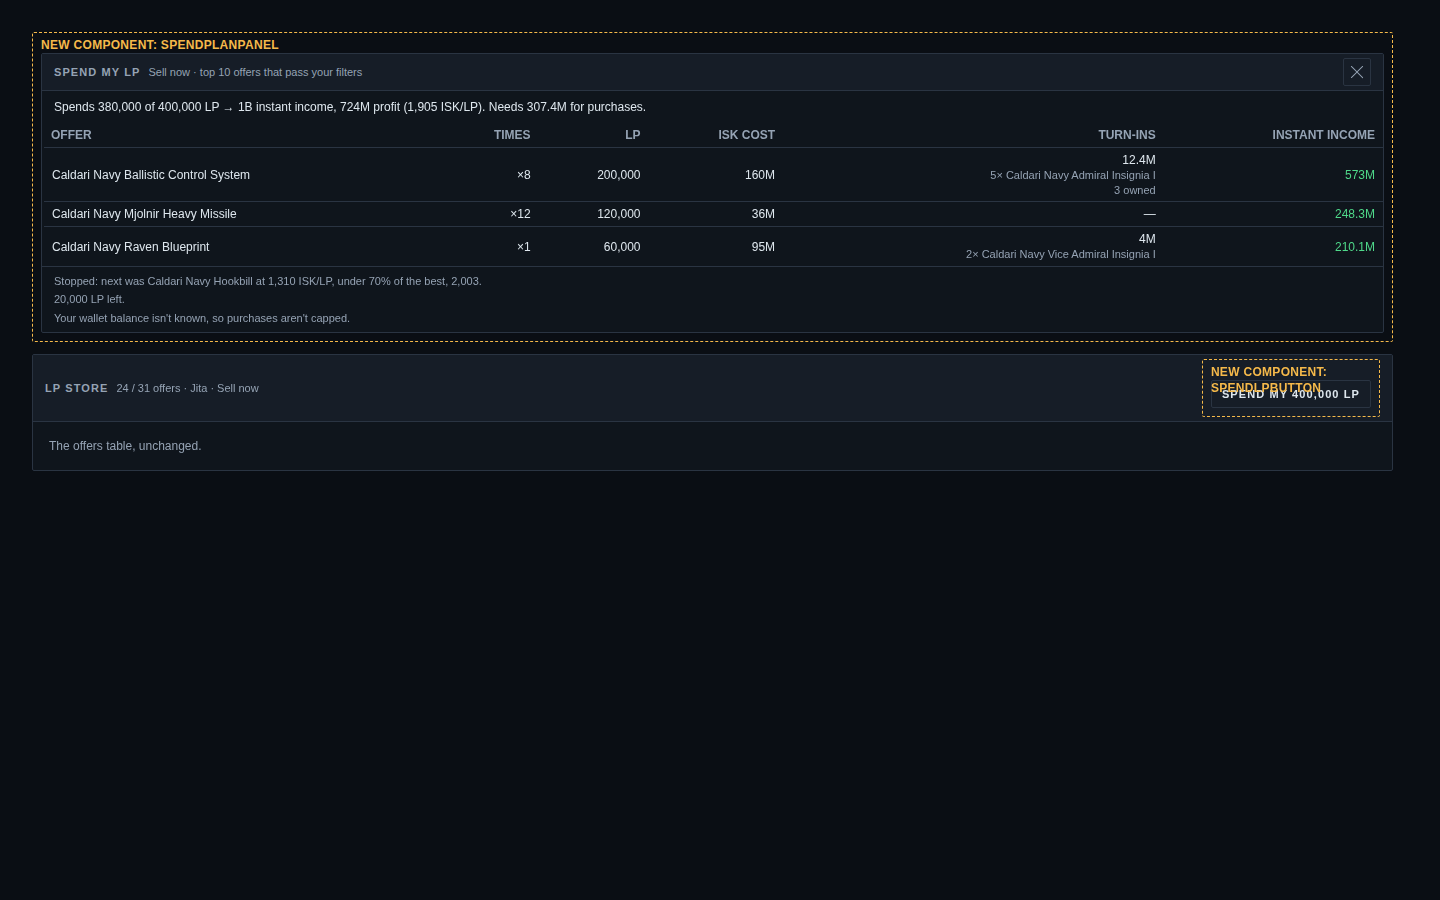 NEW COMPONENT: SPENDPLANPANEL
SPEND MY LP Sell now · top 10 offers that pass your filters
Spends 380,000 of 400,000 LP → 1B instant income, 724M profit (1,905 ISK/LP). Needs 307.4M for purchases.
OFFER TIMES LP ISK COST TURN-INS INSTANT INCOME
Caldari Navy Ballistic Control System ×8 200,000 160M 12.4M 573M
5× Caldari Navy Admiral Insignia I
3 owned
Caldari Navy Mjolnir Heavy Missile ×12 120,000 36M — 248.3M
Caldari Navy Raven Blueprint ×1 60,000 95M 4M 210.1M
2× Caldari Navy Vice Admiral Insignia I
Stopped: next was Caldari Navy Hookbill at 1,310 ISK/LP, under 70% of the best, 2,003.
20,000 LP left.
Your wallet balance isn't known, so purchases aren't capped.
LP STORE 24 / 31 offers · Jita · Sell now
NEW COMPONENT:
SPENDLPBUTTON
SPEND MY 400,000 LP
The offers table, unchanged.